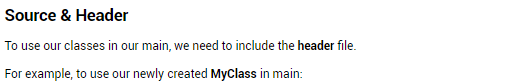 Source & Header
To use our classes in our main, we need to include the header file.
For example, to use our newly created MyClass in main: